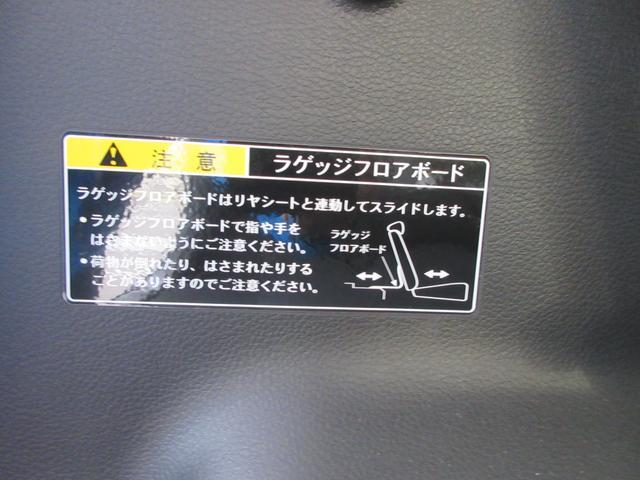 注意
ラゲッジフロアボード
ラゲッジフロアボードはリヤシートと連動してスライドします。
•ラゲッジフロアボードで指や手を
はさまないようにご注意ください。
•荷物が倒れたり、はさまれたりする
ことがありますのでご注意ください。
ラゲッジ
フロアボード